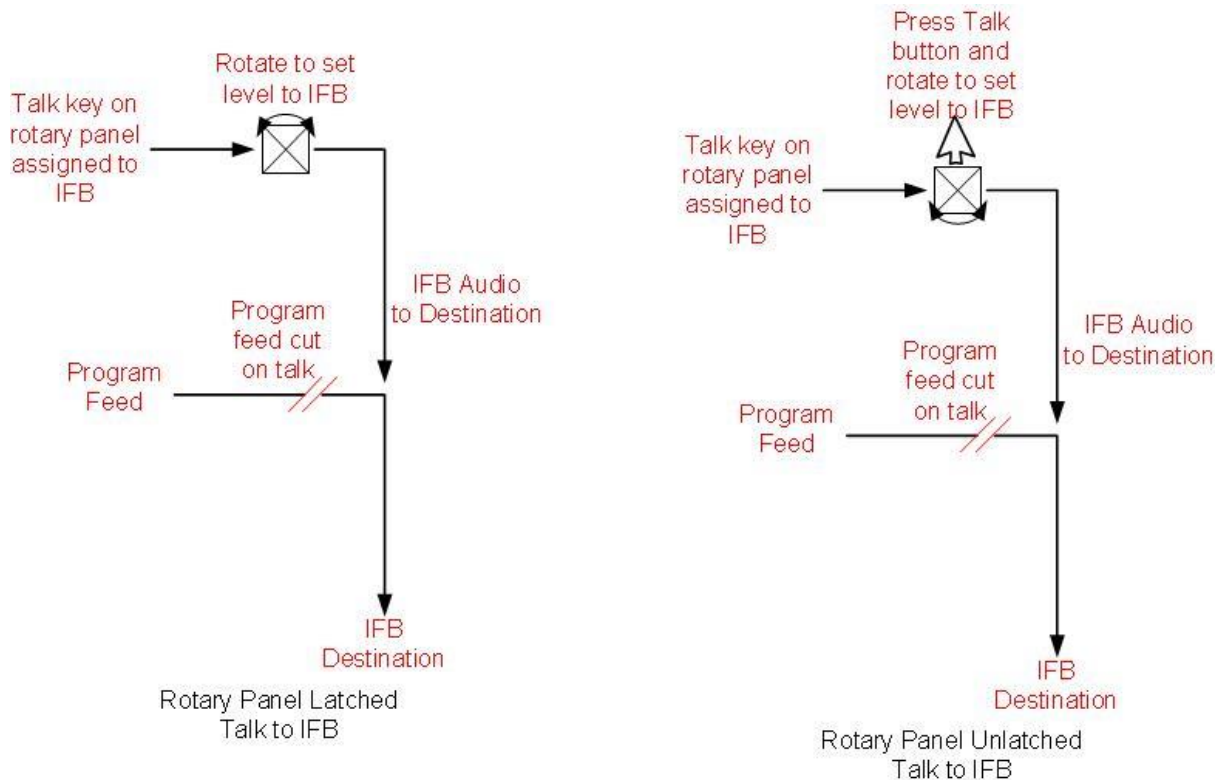 Rotate to set
level to IFB
Talk key on
rotary panel
assigned to
IFB
IFB Audio
to Destination
Program
feed cut
on talk
Program
Feed
IFB
Destination
Rotary Panel Latched
Talk to IFB
Press Talk
button and
rotate to set
level to IFB
Talk key on
rotary panel
assigned to
IFB
IFB Audio
to Destination
Program
feed cut
on talk
Program
Feed
IFB
Destination
Rotary Panel Unlatched
Talk to IFB